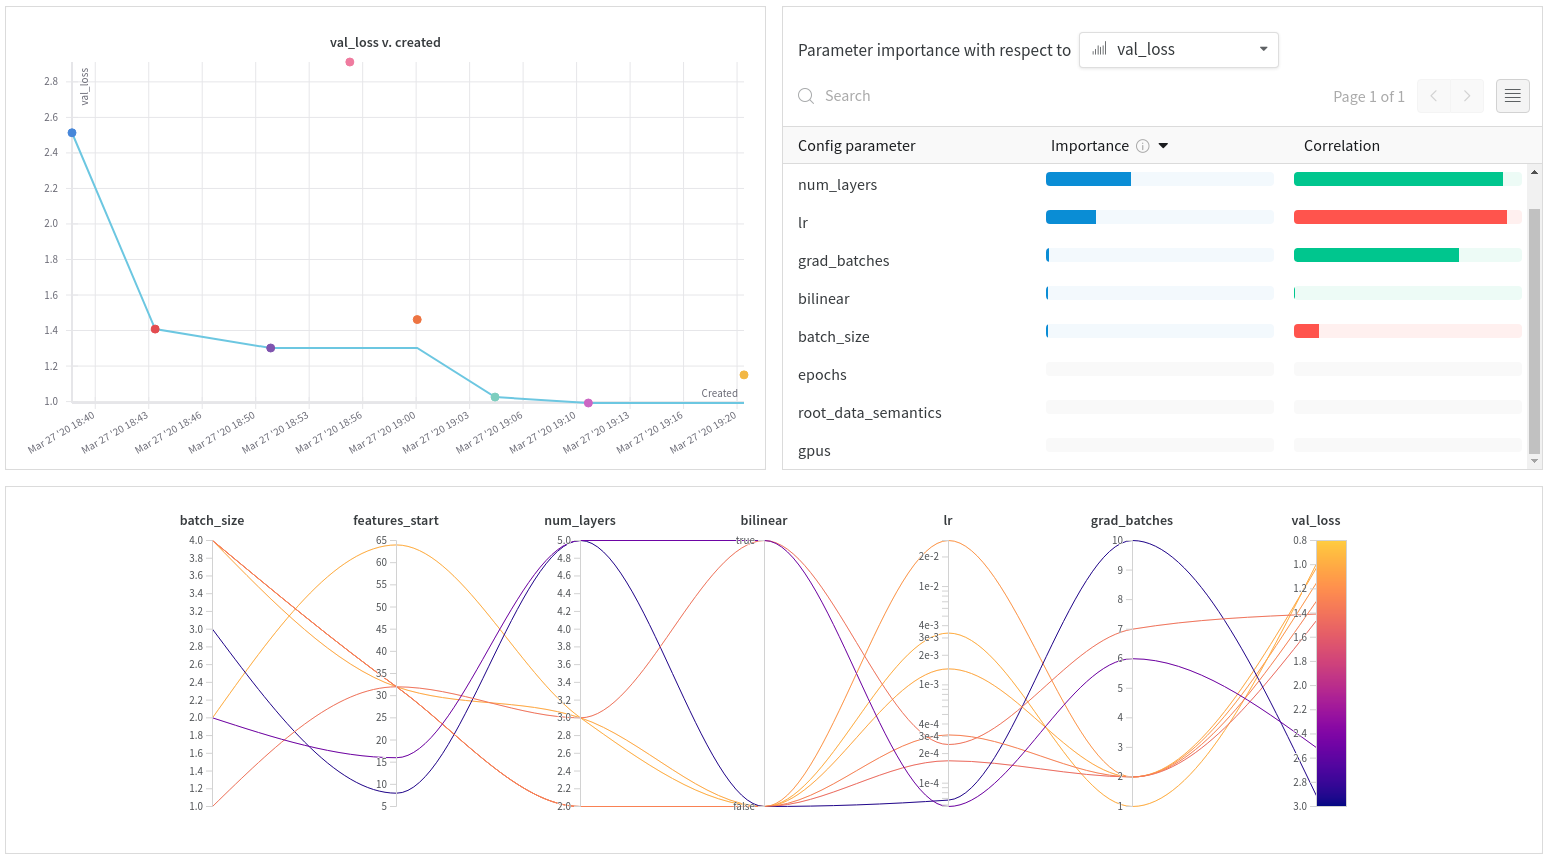 val_loss v. created
val_loss
2.8
2.6
2.4
2.2
2.0
1.8
1.6
1.4
1.2
1.0
Created
Mar 27 '20 18:40
Mar 27 '20 18:43
Mar 27 '20 18:46
Mar 27 '20 18:50
Mar 27 '20 18:53
Mar 27 '20 18:56
Mar 27 '20 19:00
Mar 27 '20 19:03
Mar 27 '20 19:06
Mar 27 '20 19:10
Mar 27 '20 19:13
Mar 27 '20 19:16
Mar 27 '20 19:20
Parameter importance with respect to val_loss
Search Page 1 of 1
Config parameter Importance Correlation
num_layers
lr
grad_batches
bilinear
batch_size
epochs
root_data_semantics
gpus
batch_size
4.0
3.8
3.6
3.4
3.2
3.0
2.8
2.6
2.4
2.2
2.0
1.8
1.6
1.4
1.2
1.0
features_start
65
60
55
50
45
40
35
30
25
20
15
10
5
num_layers
5.0
4.8
4.6
4.4
4.2
4.0
3.8
3.6
3.4
3.2
3.0
2.8
2.6
2.4
2.2
2.0
bilinear
true
false
lr
2e-2
1e-2
4e-3
3e-3
2e-3
1e-3
4e-4
3e-4
2e-4
1e-4
grad_batches
10
9
8
7
6
5
4
3
2
1
val_loss
0.8
1.0
1.2
1.4
1.6
1.8
2.0
2.2
2.4
2.6
2.8
3.0